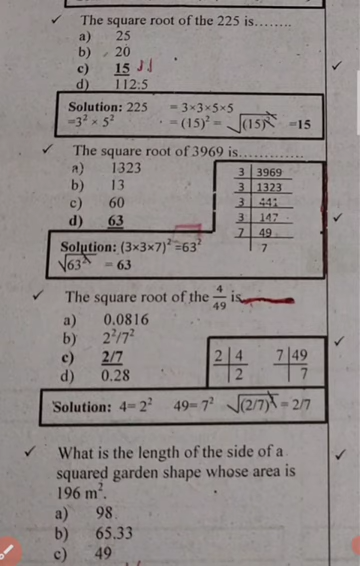 ✓ The square root of the 225 is........
a) 25
b) 20
c) 15
d) 112:5
Solution: 225 = 3×3×5×5
=3² × 5² = (15)² = √(15)² =15
✓ The square root of 3969 is.............
a) 1323
b) 13
c) 60
d) 63
3 | 3969
3 | 1323
3 | 441
3 | 147
7 | 49
7
Solution: (3×3×7)² =63²
√63² = 63
✓ The square root of the 4/49 is
a) 0.0816
b) 2²/7²
c) 2/7
d) 0.28
2 | 4 7 | 49
2 7
Solution: 4= 2² 49= 7² √(2/7)² = 2/7
✓ What is the length of the side of a
squared garden shape whose area is
196 m².
a) 98
b) 65.33
c) 49